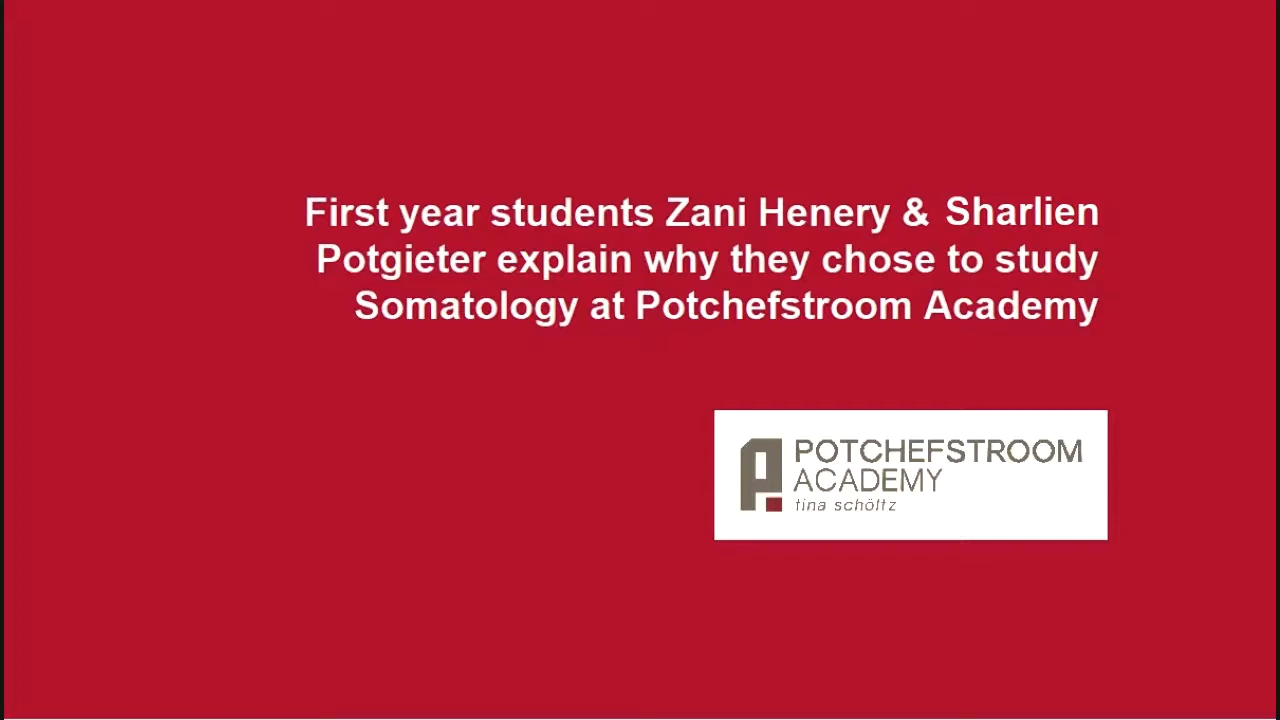 First year students Zani Henery & Sharlien
Potgieter explain why they chose to study
Somatology at Potchefstroom Academy
POTCHEFSTROOM
ACADEMY
tina schöltz